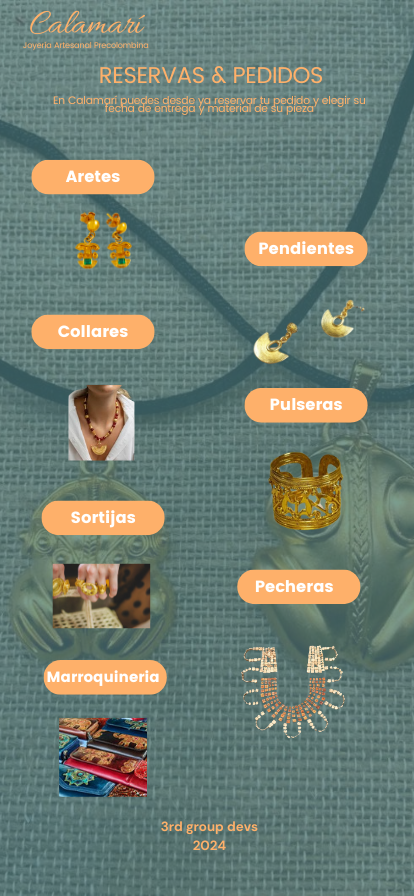 Calamarí
Joyería Artesanal Precolombina
RESERVAS & PEDIDOS
En Calamari puedes desde ya reservar tu pedido y elegir su
fecha de entrega y material de su pieza
Aretes
Pendientes
Collares
Pulseras
Sortijas
Pecheras
Marroquineria
3rd group devs
2024